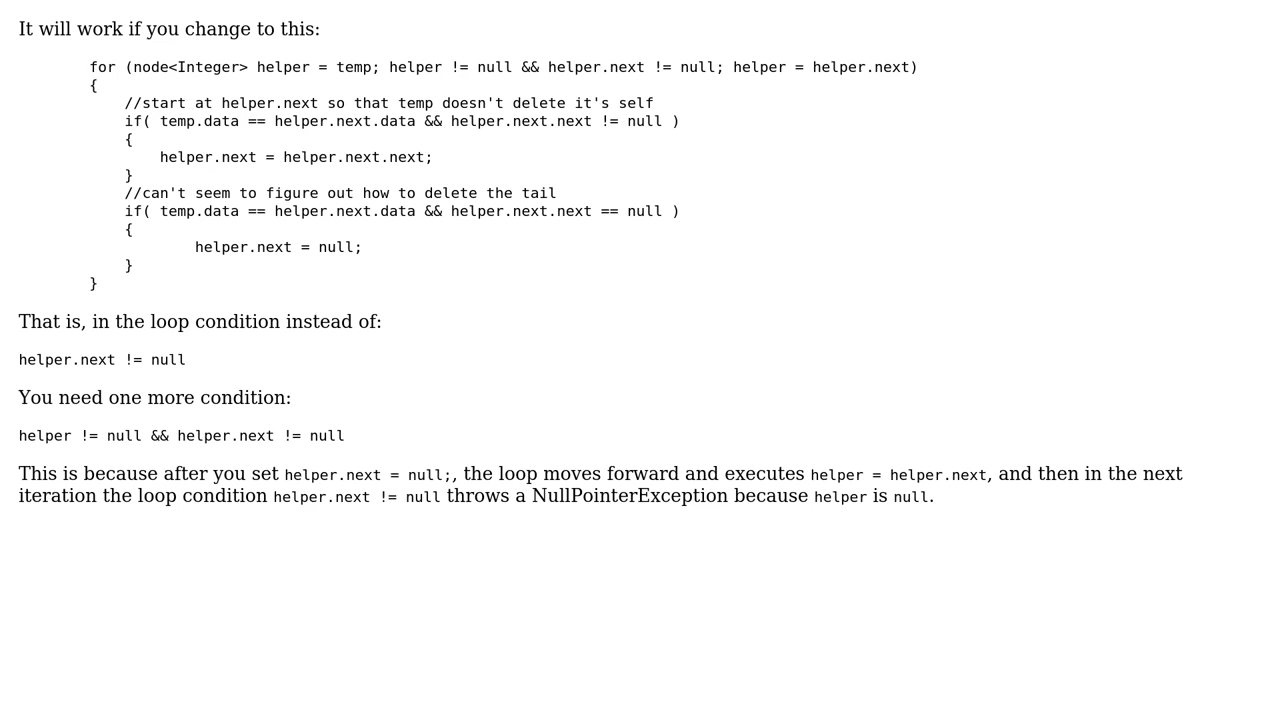 It will work if you change to this:
        for (node<Integer> helper = temp; helper != null && helper.next != null; helper = helper.next)
        {
            //start at helper.next so that temp doesn't delete it's self
            if( temp.data == helper.next.data && helper.next.next != null )
            {
                helper.next = helper.next.next;
            }
            //can't seem to figure out how to delete the tail
            if( temp.data == helper.next.data && helper.next.next == null )
            {
                    helper.next = null;
            }
        }
That is, in the loop condition instead of:
helper.next != null
You need one more condition:
helper != null && helper.next != null
This is because after you set helper.next = null;, the loop moves forward and executes helper = helper.next, and then in the next
iteration the loop condition helper.next != null throws a NullPointerException because helper is null.